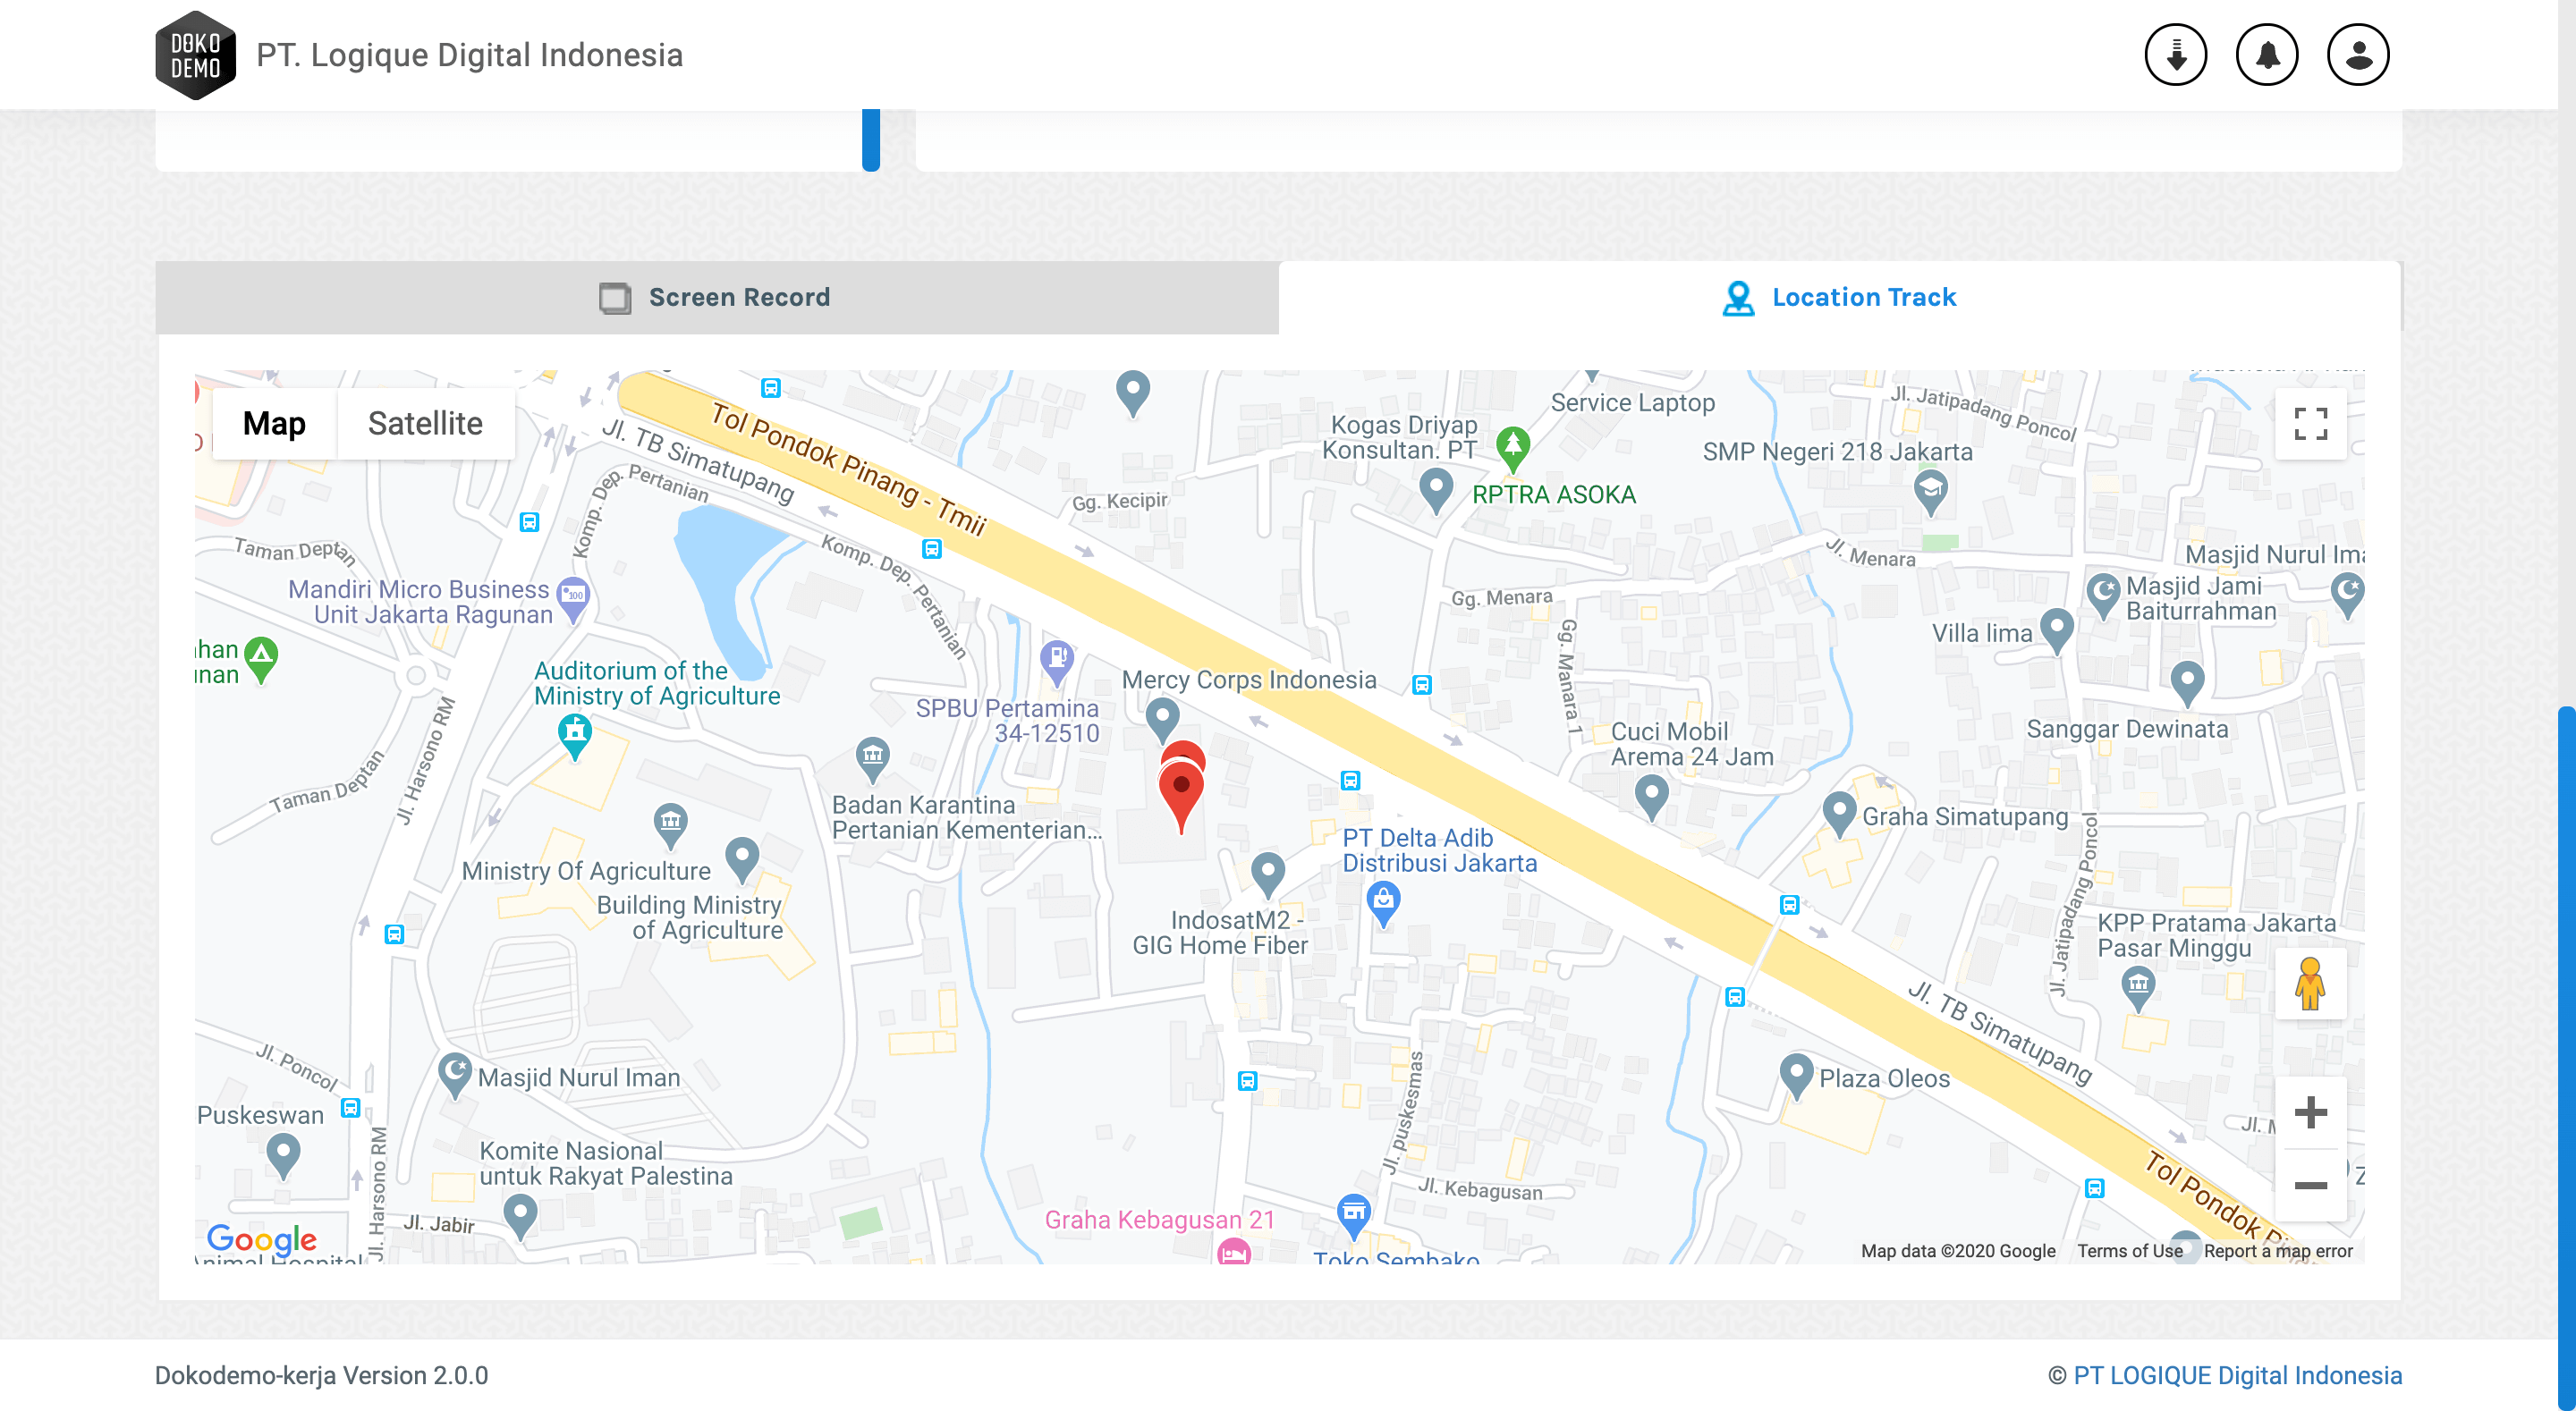 DOKO
DEMO
PT. Logique Digital Indonesia
Screen Record
Location Track
Map
Satellite
Tol Pondok Pinang - Tmii
Jl. TB Simatupang
Komp. Dep. Pertanian
Komp. Dep. Pertanian
Gg. Kecipir
Kogas Driyap
Konsultan. PT
RPTRA ASOKA
Service Laptop
Jl. Jatipadang Poncol
SMP Negeri 218 Jakarta
Jl. Menara
Masjid Nurul Ima
Masjid Jami
Baiturrahman
Villa lima
Sanggar Dewinata
Gg. Menara
Gg. Manara 1
Taman Deptan
Mandiri Micro Business
Unit Jakarta Ragunan
100
han
nan
Auditorium of the
Ministry of Agriculture
Jl. Harsono RM
Taman Deptan
SPBU Pertamina
34-12510
Mercy Corps Indonesia
Cuci Mobil
Arema 24 Jam
Graha Simatupang
Badan Karantina
Pertanian Kementerian...
Ministry Of Agriculture
Building Ministry
of Agriculture
PT Delta Adib
Distribusi Jakarta
IndosatM2 -
GIG Home Fiber
Jl. Jatipadang Poncol
KPP Pratama Jakarta
Pasar Minggu
Jl. TB Simatupang
Jl. Poncol
Masjid Nurul Iman
Puskeswan
Plaza Oleos
Jl. puskesmas
Komite Nasional
untuk Rakyat Palestina
Jl. Kebagusan
Jl. Harsono RM
Jl. Jabir
Graha Kebagusan 21
Toko Sembako
Tol Pondok Pi
Google
nimal Hospital
Map data ©2020 Google
Terms of Use
Report a map error
Dokodemo-kerja Version 2.0.0
© PT LOGIQUE Digital Indonesia